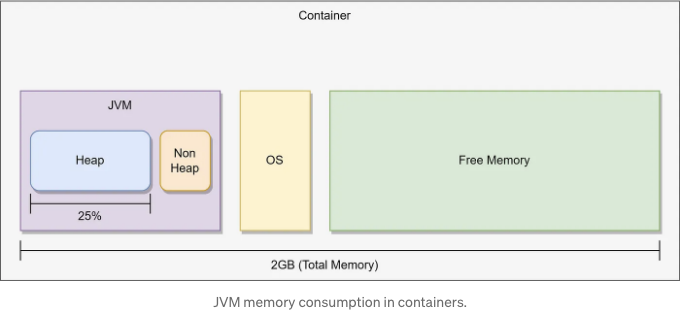 Container
JVM
Heap
Non
Heap
25%
OS
Free Memory
2GB (Total Memory)
JVM memory consumption in containers.